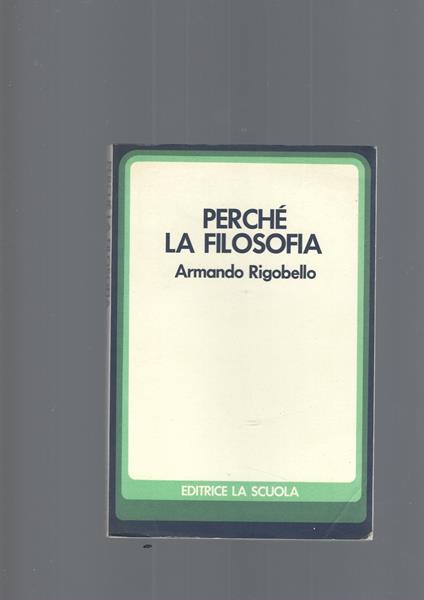 PERCHÉ
LA FILOSOFIA
Armando Rigobello
EDITRICE LA SCUOLA